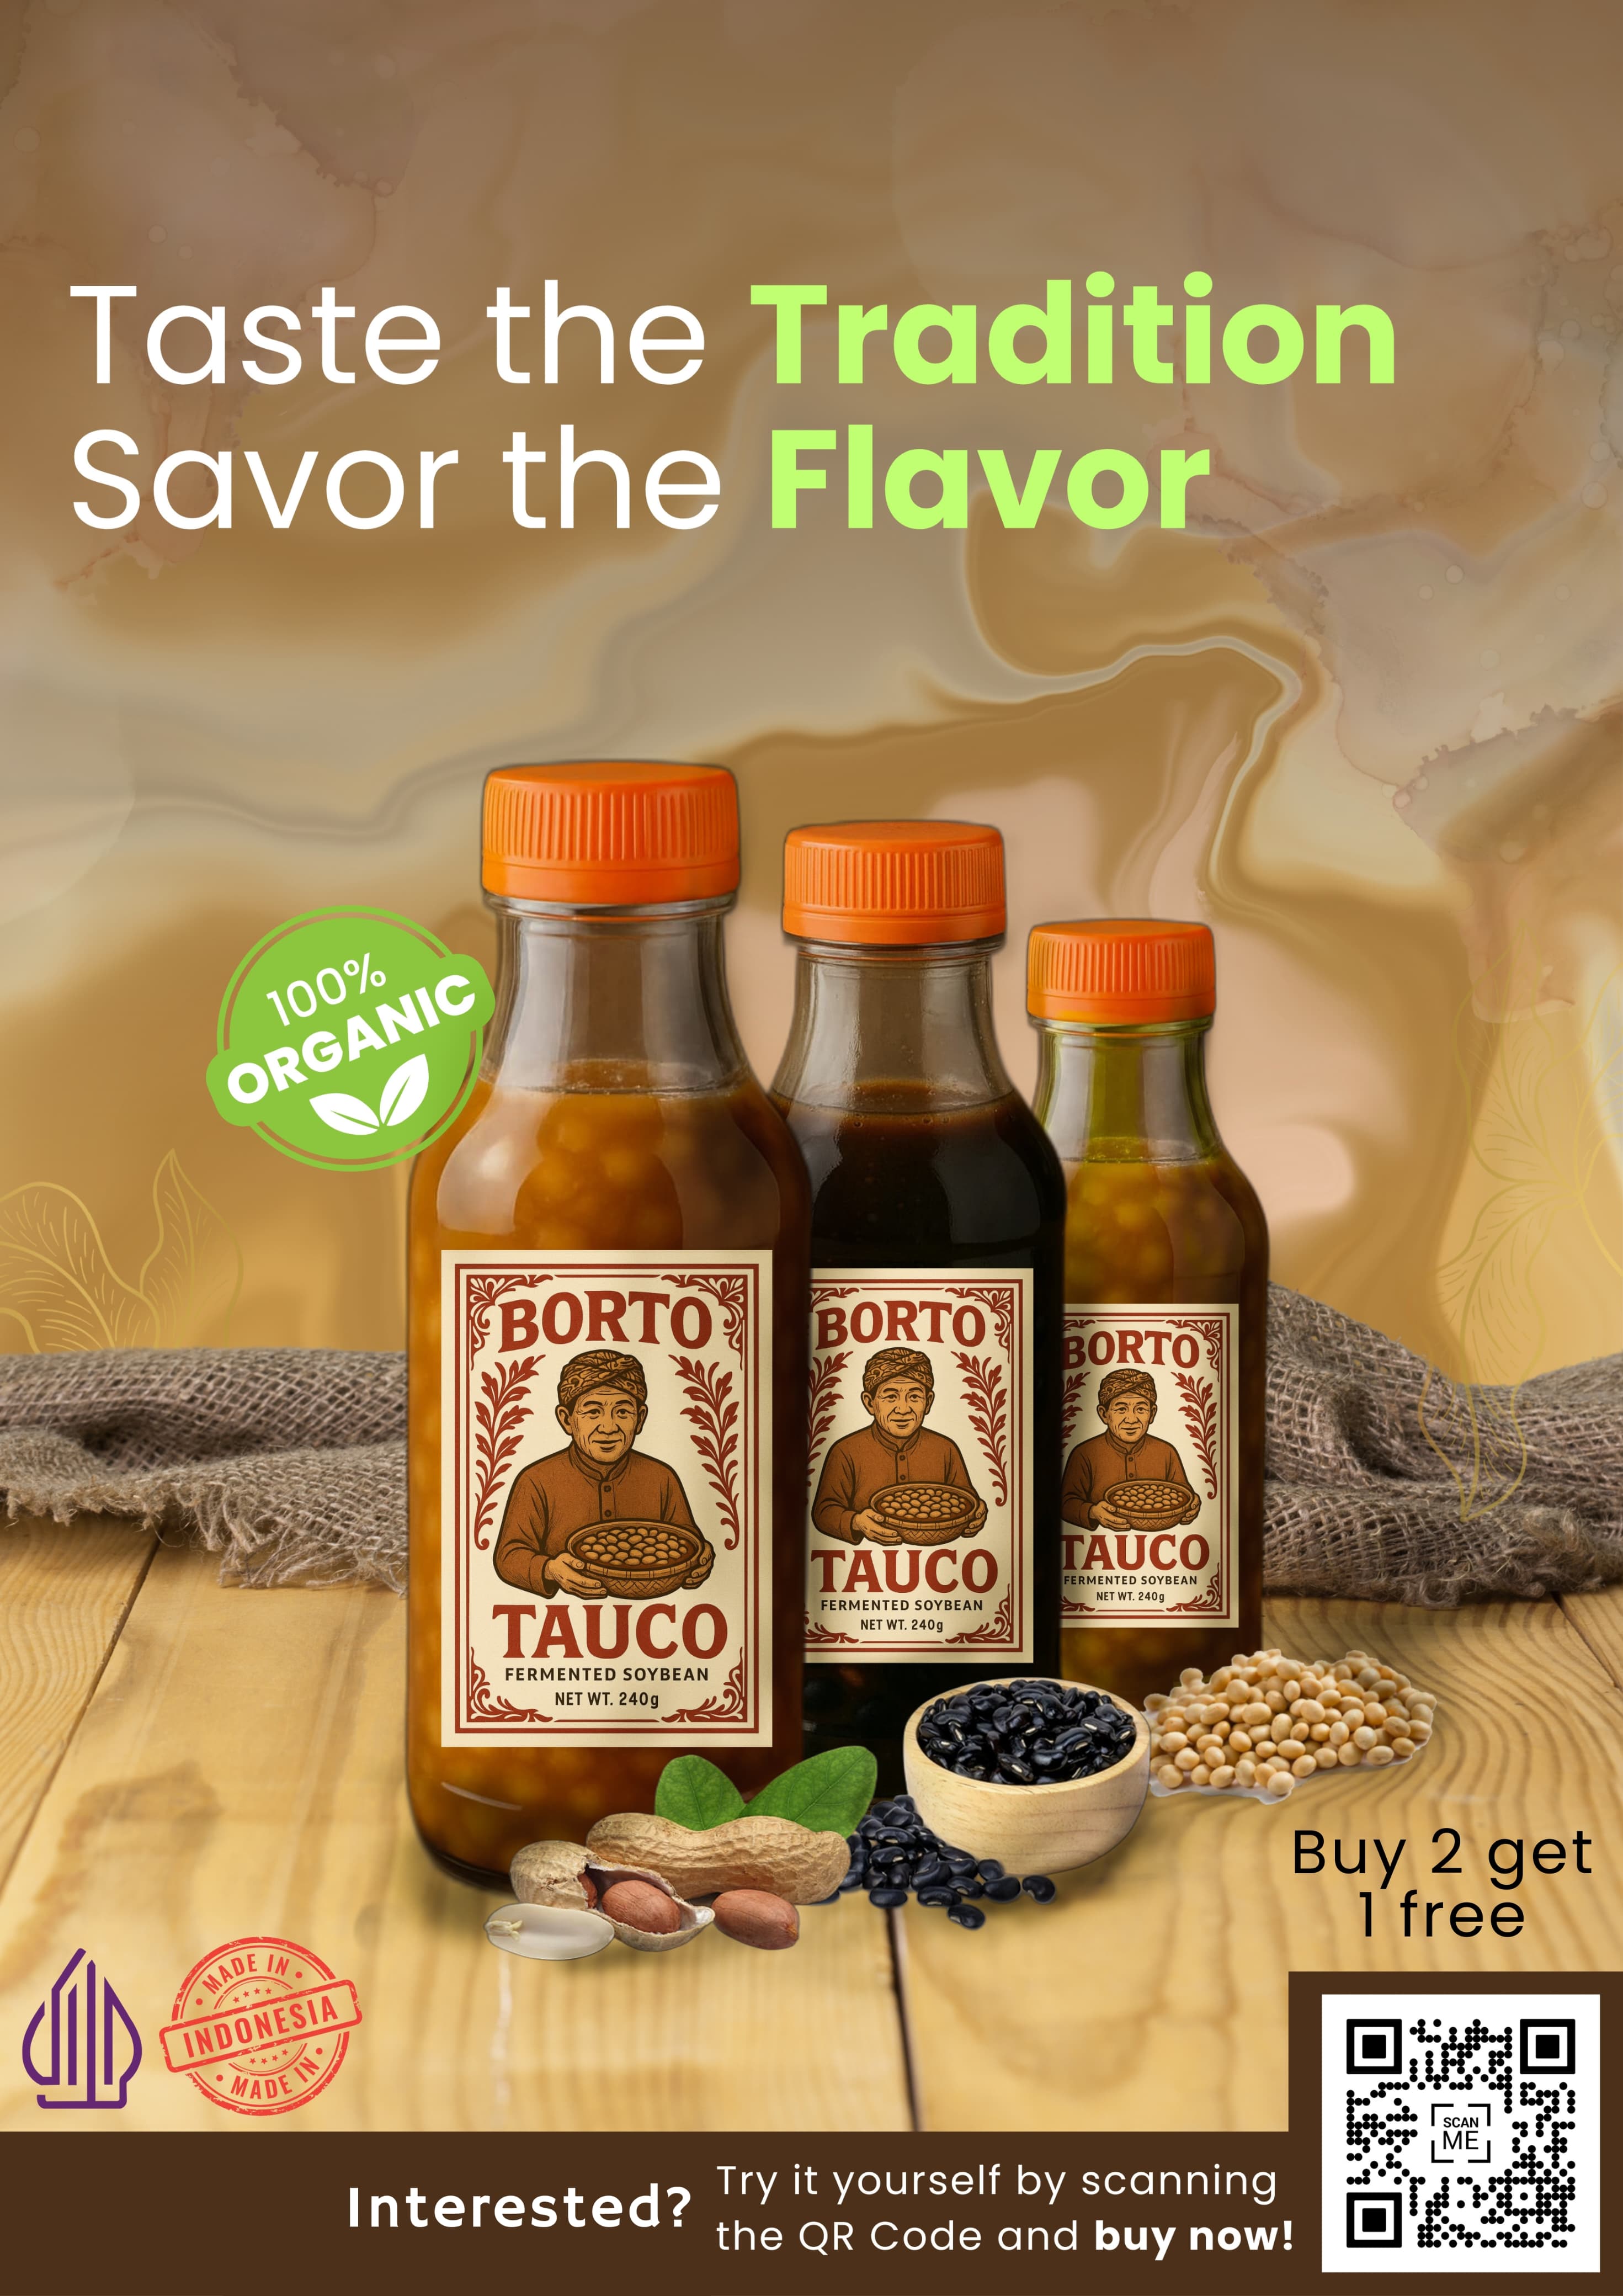 Taste the Tradition
Savor the Flavor
100%
ORGANIC
BORTO
TAUCO
FERMENTED SOYBEAN
NET WT. 240g
BORTO
TAUCO
FERMENTED SOYBEAN
NET WT. 240g
BORTO
TAUCO
FERMENTED SOYBEAN
NET WT. 240g
Buy 2 get
1 free
MADE IN
INDONESIA
MADE IN
SCAN
ME
Interested?
Try it yourself by scanning
the QR Code and buy now!